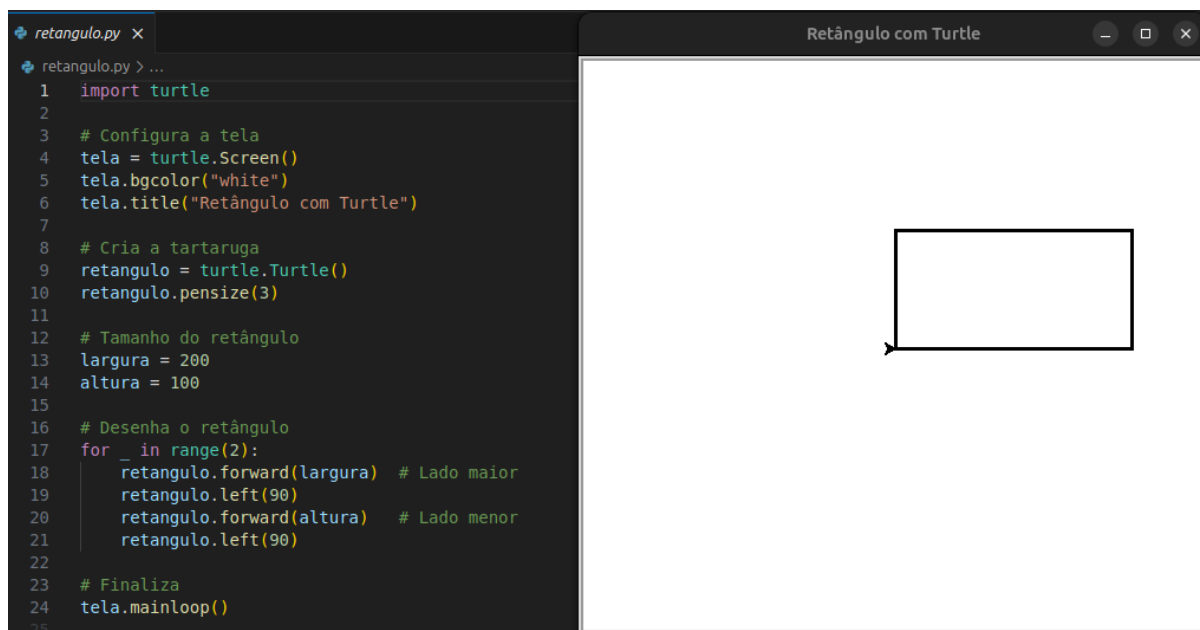 retangulo.py
retangulo.py > ...
1 import turtle
2
3 # Configura a tela
4 tela = turtle.Screen()
5 tela.bgcolor("white")
6 tela.title("Retângulo com Turtle")
7
8 # Cria a tartaruga
9 retangulo = turtle.Turtle()
10 retangulo.pensize(3)
11
12 # Tamanho do retângulo
13 largura = 200
14 altura = 100
15
16 # Desenha o retângulo
17 for _ in range(2):
18     retangulo.forward(largura)  # Lado maior
19     retangulo.left(90)
20     retangulo.forward(altura)   # Lado menor
21     retangulo.left(90)
22
23 # Finaliza
24 tela.mainloop()
25
Retângulo com Turtle